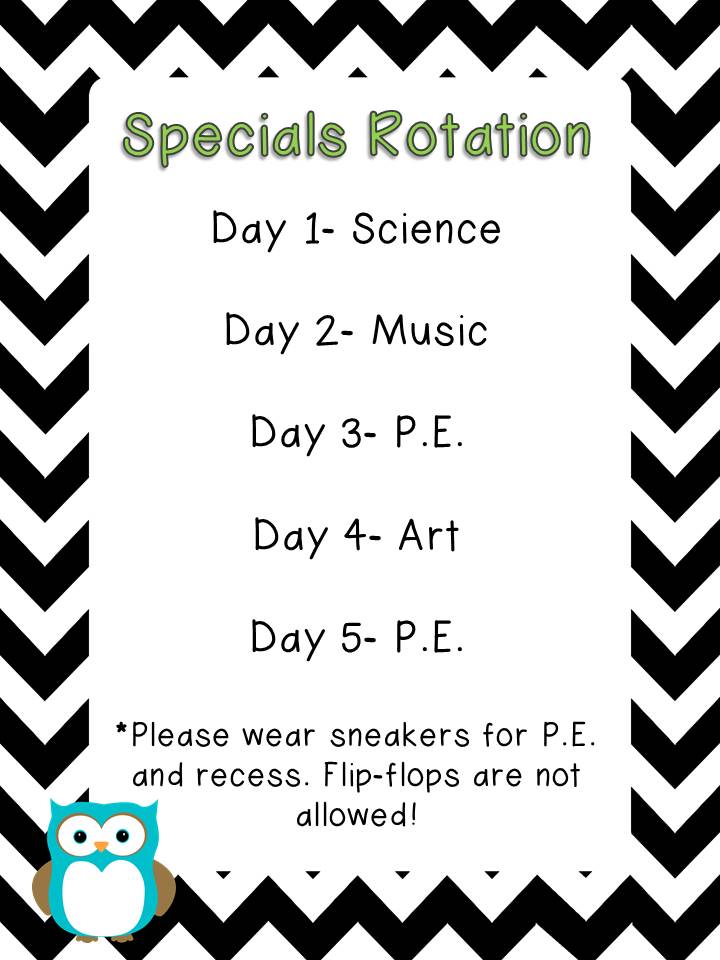 Specials Rotation
Day 1- Science
Day 2- Music
Day 3- P.E.
Day 4- Art
Day 5- P.E.
*Please wear sneakers for P.E.
and recess. Flip-flops are not
allowed!